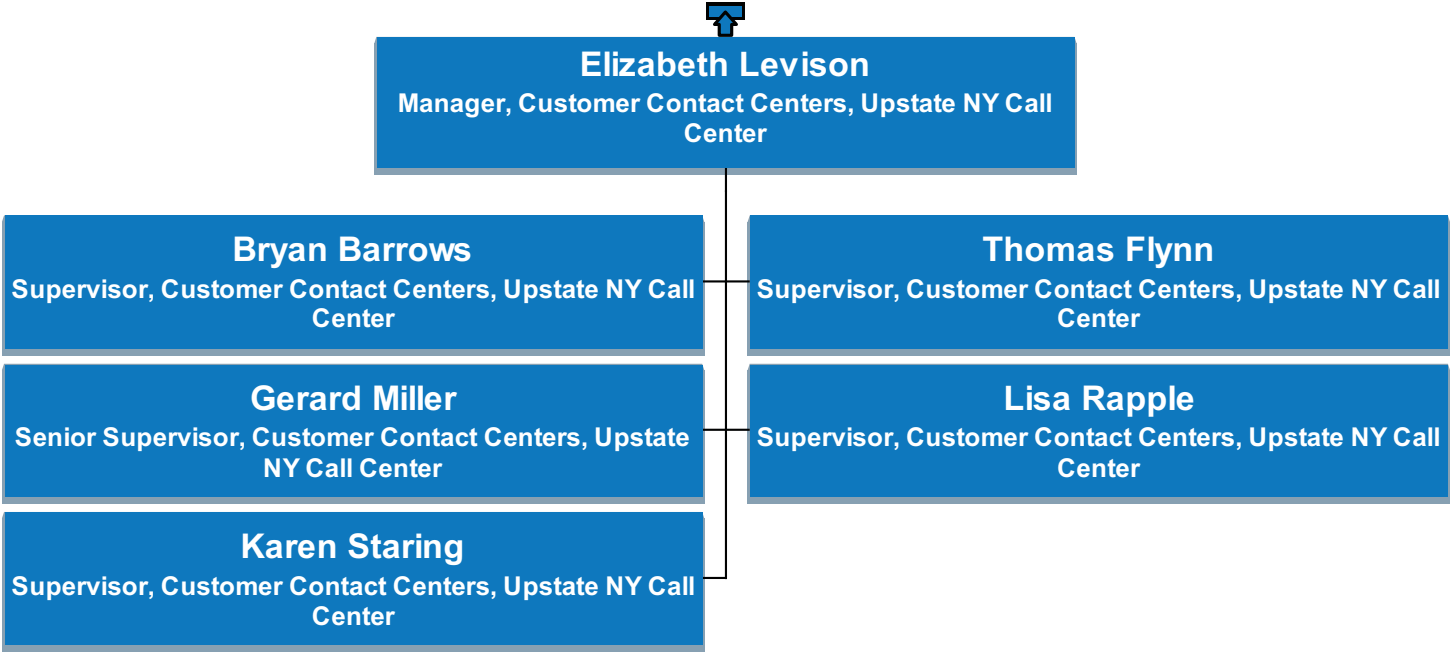 Elizabeth Levison
Manager, Customer Contact Centers, Upstate NY Call
Center
Bryan Barrows
Supervisor, Customer Contact Centers, Upstate NY Call
Center
Thomas Flynn
Supervisor, Customer Contact Centers, Upstate NY Call
Center
Gerard Miller
Senior Supervisor, Customer Contact Centers, Upstate
NY Call Center
Lisa Rapple
Supervisor, Customer Contact Centers, Upstate NY Call
Center
Karen Staring
Supervisor, Customer Contact Centers, Upstate NY Call
Center